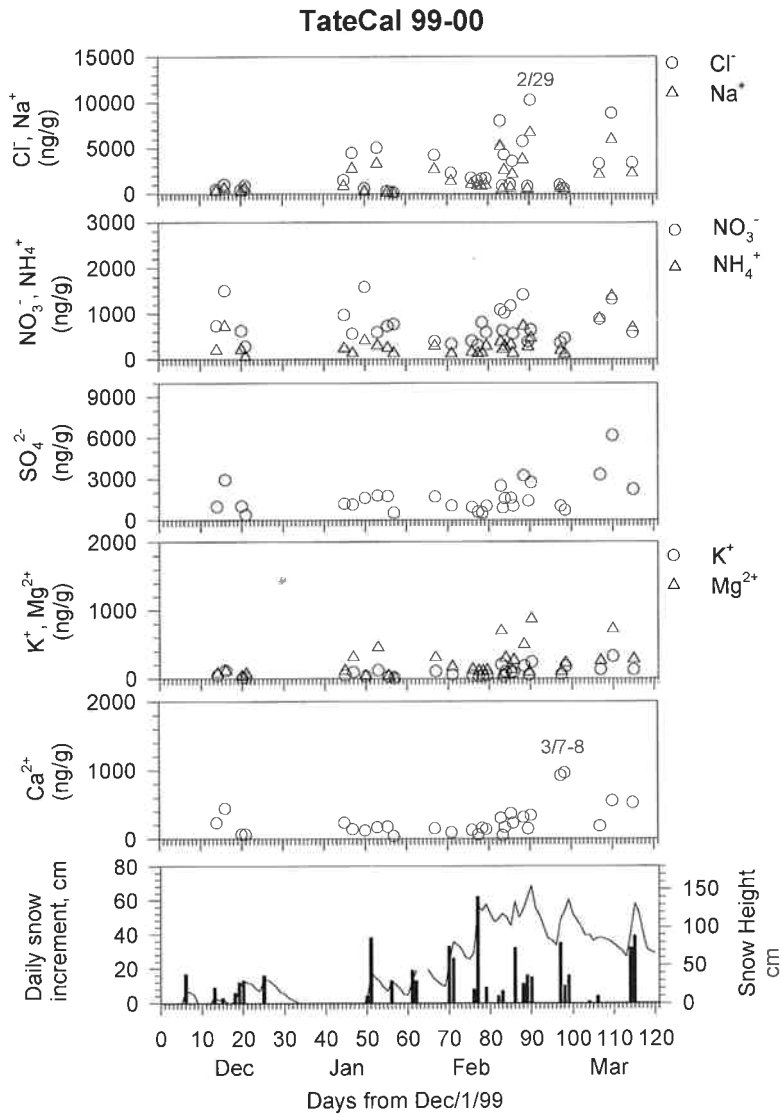 TateCal 99-00
15000
10000
5000
0
Cl⁻, Na⁺
(ng/g)
2/29
Cl⁻
Na⁺
3000
2000
1000
0
NO₃⁻, NH₄⁺
(ng/g)
NO₃⁻
NH₄⁺
9000
6000
3000
0
SO₄²⁻
(ng/g)
2000
1000
0
K⁺, Mg²⁺
(ng/g)
K⁺
Mg²⁺
2000
1000
0
Ca²⁺
(ng/g)
3/7-8
80
60
40
20
0
Daily snow
increment, cm
150
100
50
0
Snow Height
cm
0 10 20 30 40 50 60 70 80 90 100 110 120
Dec Jan Feb Mar
Days from Dec/1/99